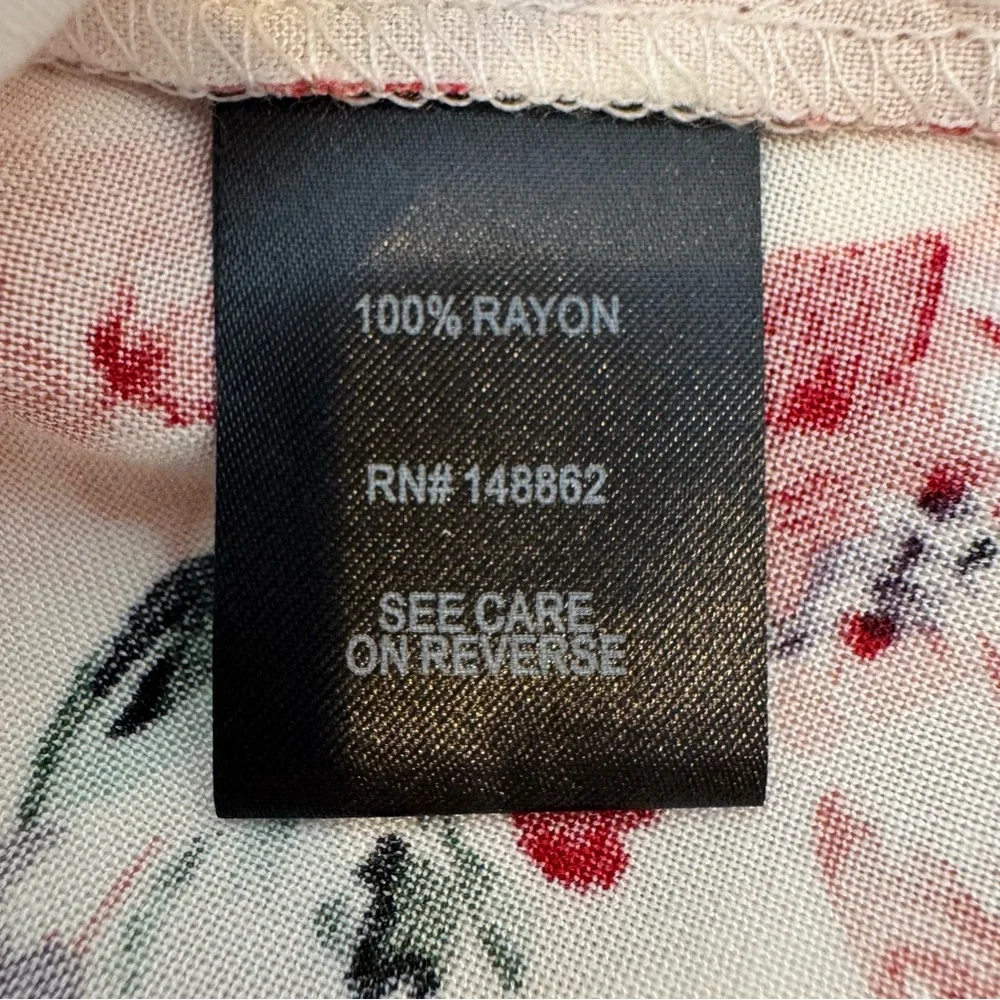 100% RAYON
RN# 148862
SEE CARE
ON REVERSE